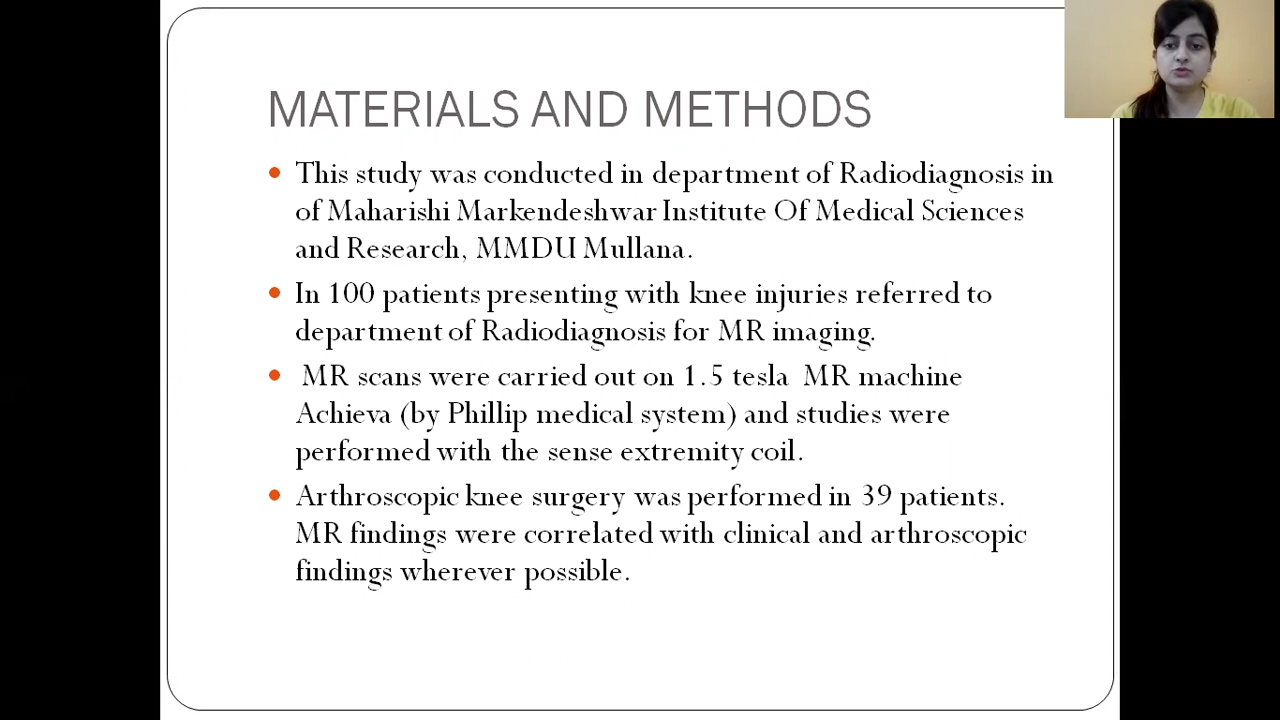 MATERIALS AND METHODS
• This study was conducted in department of Radiodiagnosis in
of Maharishi Markendeshwar Institute Of Medical Sciences
and Research, MMDU Mullana.
• In 100 patients presenting with knee injuries referred to
department of Radiodiagnosis for MR imaging.
• MR scans were carried out on 1.5 tesla MR machine
Achieva (by Phillip medical system) and studies were
performed with the sense extremity coil.
• Arthroscopic knee surgery was performed in 39 patients.
MR findings were correlated with clinical and arthroscopic
findings wherever possible.